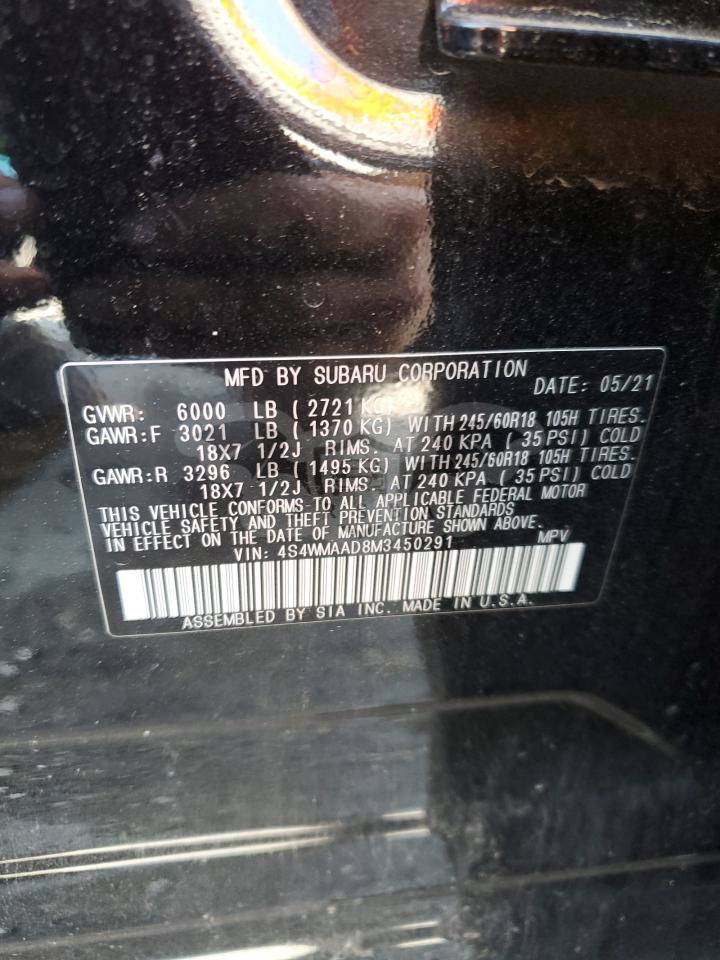 MFD BY SUBARU CORPORATION DATE: 05/21
GVWR: 6000 LB ( 2721 KG)
GAWR:F 3021 LB ( 1370 KG) WITH 245/60R18 105H TIRES.
18X7 1/2J RIMS. AT 240 KPA ( 35 PSI) COLD
GAWR:R 3296 LB ( 1495 KG) WITH 245/60R18 105H TIRES.
18X7 1/2J RIMS. AT 240 KPA ( 35 PSI) COLD
THIS VEHICLE CONFORMS TO ALL APPLICABLE FEDERAL MOTOR
VEHICLE SAFETY AND THEFT PREVENTION STANDARDS
IN EFFECT ON THE DATE OF MANUFACTURE SHOWN ABOVE.
VIN: 4S4WMAAD8M3450291 MPV
ASSEMBLED BY SIA INC. MADE IN U.S.A.